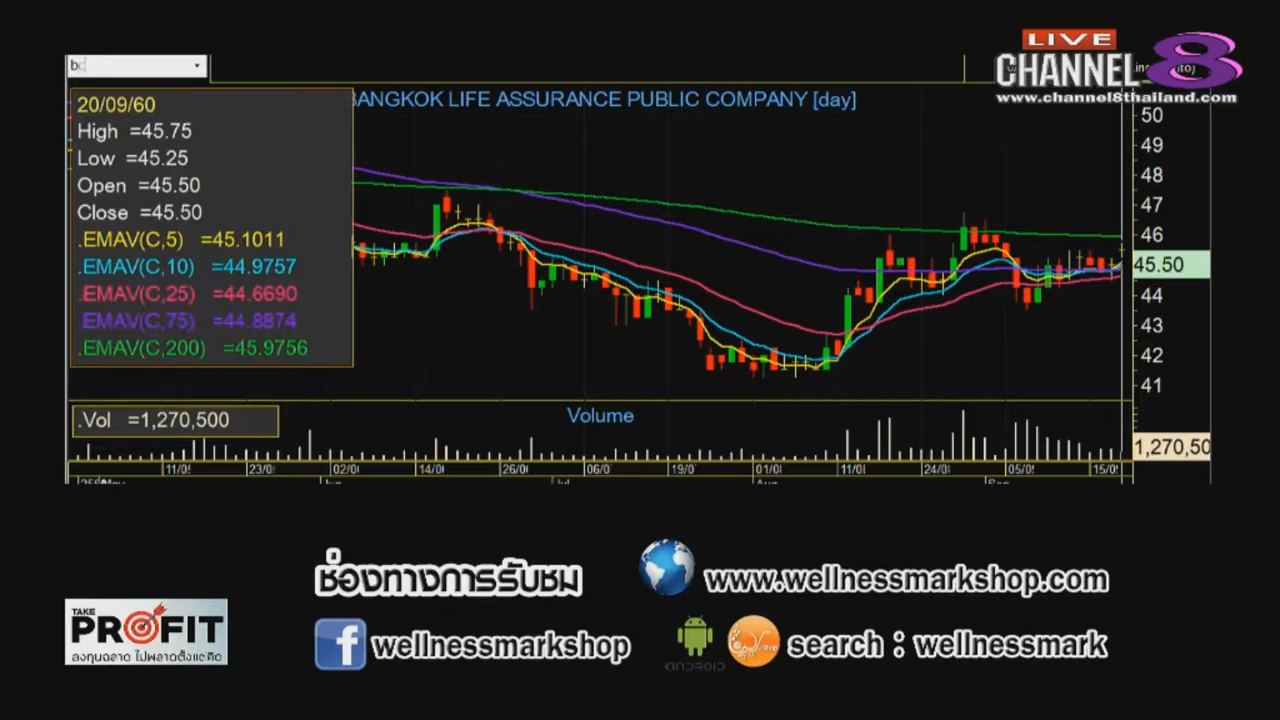 LIVE
CHANNEL 8
www.channel8thailand.com
BANGKOK LIFE ASSURANCE PUBLIC COMPANY [day]
20/09/60
High =45.75
Low =45.25
Open =45.50
Close =45.50
.EMAV(C,5) =45.1011
.EMAV(C,10) =44.9757
.EMAV(C,25) =44.6690
.EMAV(C,75) =44.8874
.EMAV(C,200) =45.9756
50
49
48
47
46
45.50
44
43
42
41
.Vol =1,270,500
Volume
1,270,50
11/0
23/0
02/0
14/0
26/0
06/0
19/0
01/0
11/0
24/0
05/0
15/0
ช่องทางการรับชม
www.wellnessmarkshop.com
TAKE
PROFIT
ลงทุนฉลาด ไม่พลาดตั้งแต่คิด
wellnessmarkshop
ANDROID
search : wellnessmark